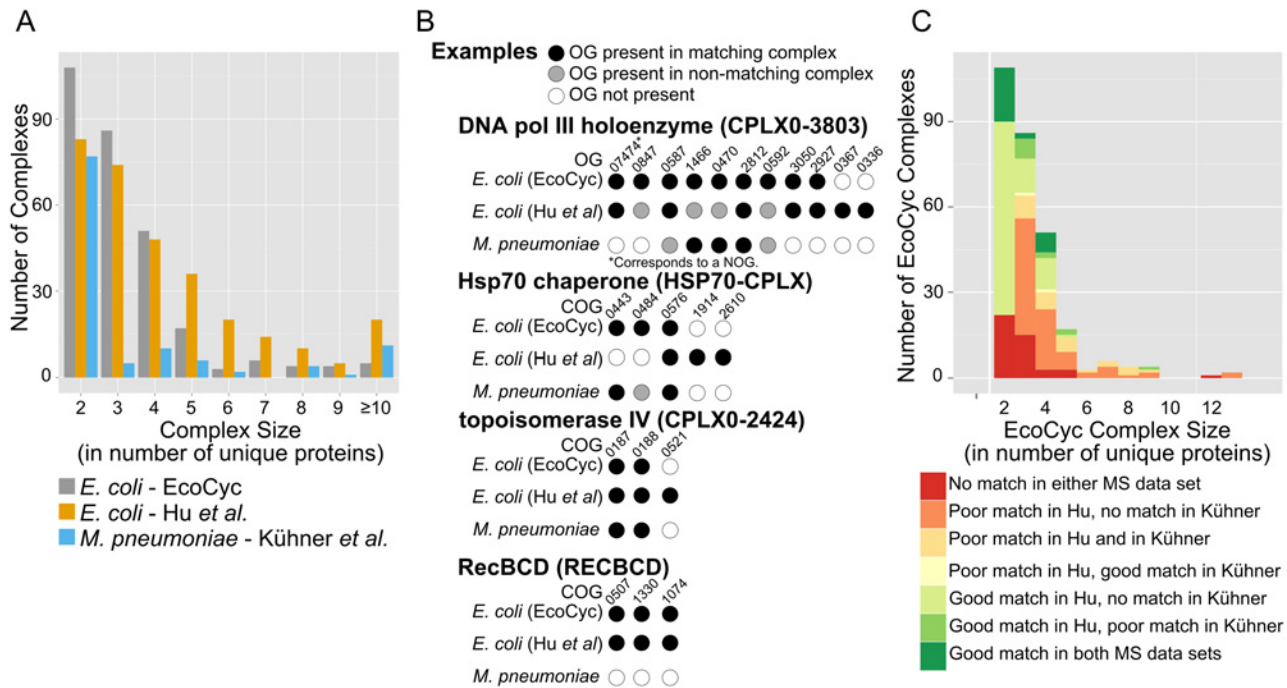 A
Number of Complexes
90
60
30
0
2 3 4 5 6 7 8 9 ≥10
Complex Size
(in number of unique proteins)
E. coli - EcoCyc
E. coli - Hu et al.
M. pneumoniae - Kühner et al.
B
Examples
OG present in matching complex
OG present in non-matching complex
OG not present
DNA pol III holoenzyme (CPLX0-3803)
OG 07474* 0847 0587 1466 0470 2812 0592 3050 2927 0367 0336
E. coli (EcoCyc)
E. coli (Hu et al)
M. pneumoniae
*Corresponds to a NOG.
Hsp70 chaperone (HSP70-CPLX)
COG 0443 0484 0576 1914 2610
E. coli (EcoCyc)
E. coli (Hu et al)
M. pneumoniae
topoisomerase IV (CPLX0-2424)
COG 0187 0188 0521
E. coli (EcoCyc)
E. coli (Hu et al)
M. pneumoniae
RecBCD (RECBCD)
COG 0507 1330 1074
E. coli (EcoCyc)
E. coli (Hu et al)
M. pneumoniae
C
Number of EcoCyc Complexes
90
60
30
0
2 4 6 8 10 12
EcoCyc Complex Size
(in number of unique proteins)
No match in either MS data set
Poor match in Hu, no match in Kühner
Poor match in Hu and in Kühner
Poor match in Hu, good match in Kühner
Good match in Hu, no match in Kühner
Good match in Hu, poor match in Kühner
Good match in both MS data sets